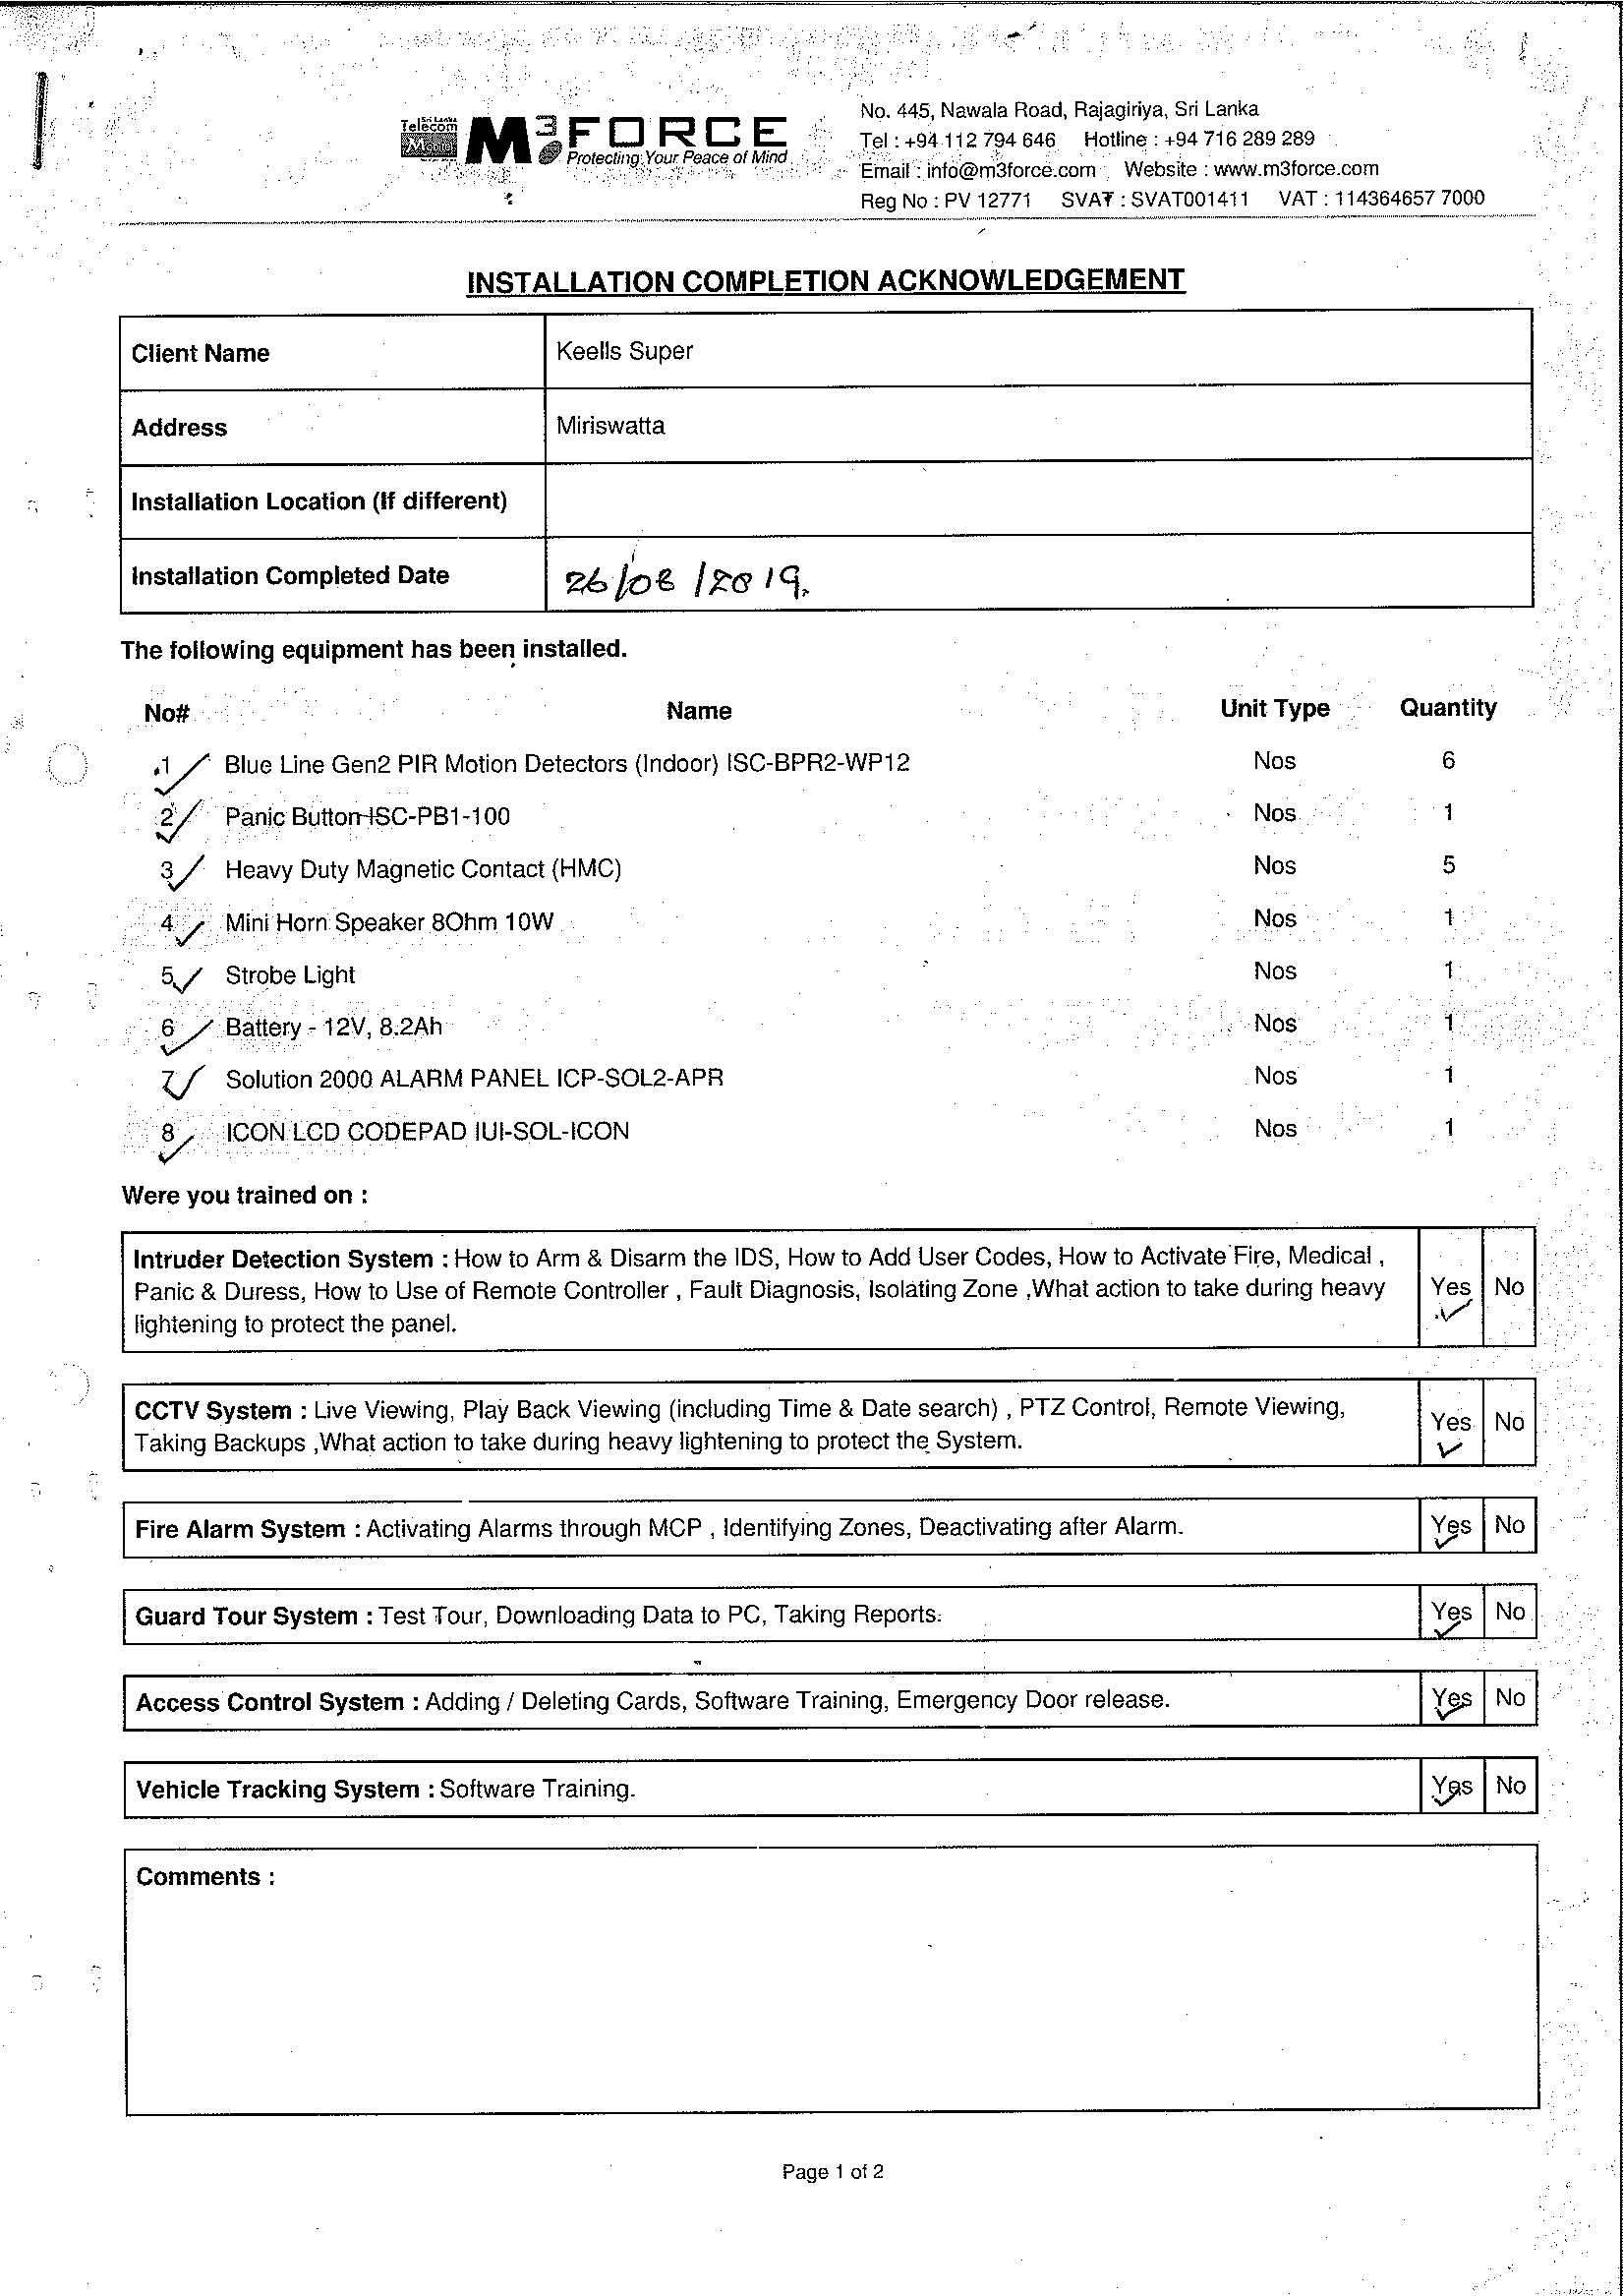 Sri Lanka
Telecom
Mobitel
M3FORCE
Protecting Your Peace of Mind
No. 445, Nawala Road, Rajagiriya, Sri Lanka
Tel : +94 112 794 646 Hotline : +94 716 289 289
Email : info@m3force.com Website : www.m3force.com
Reg No : PV 12771 SVAT : SVAT001411 VAT : 114364657 7000
INSTALLATION COMPLETION ACKNOWLEDGEMENT
Client Name Keells Super
Address Miriswatta
Installation Location (If different)
Installation Completed Date 26/08/2019.
The following equipment has been installed.
No# Name Unit Type Quantity
1 Blue Line Gen2 PIR Motion Detectors (Indoor) ISC-BPR2-WP12 Nos 6
2 Panic Button-ISC-PB1-100 Nos 1
3 Heavy Duty Magnetic Contact (HMC) Nos 5
4 Mini Horn Speaker 8Ohm 10W Nos 1
5 Strobe Light Nos 1
6 Battery - 12V, 8.2Ah Nos 1
7 Solution 2000 ALARM PANEL ICP-SOL2-APR Nos 1
8 ICON LCD CODEPAD IUI-SOL-ICON Nos 1
Were you trained on :
Intruder Detection System : How to Arm & Disarm the IDS, How to Add User Codes, How to Activate Fire, Medical ,
Panic & Duress, How to Use of Remote Controller , Fault Diagnosis, Isolating Zone ,What action to take during heavy Yes No
lightening to protect the panel.
CCTV System : Live Viewing, Play Back Viewing (including Time & Date search) , PTZ Control, Remote Viewing, Yes No
Taking Backups ,What action to take during heavy lightening to protect the System.
Fire Alarm System : Activating Alarms through MCP , Identifying Zones, Deactivating after Alarm. Yes No
Guard Tour System : Test Tour, Downloading Data to PC, Taking Reports. Yes No
Access Control System : Adding / Deleting Cards, Software Training, Emergency Door release. Yes No
Vehicle Tracking System : Software Training. Yes No
Comments :
Page 1 of 2